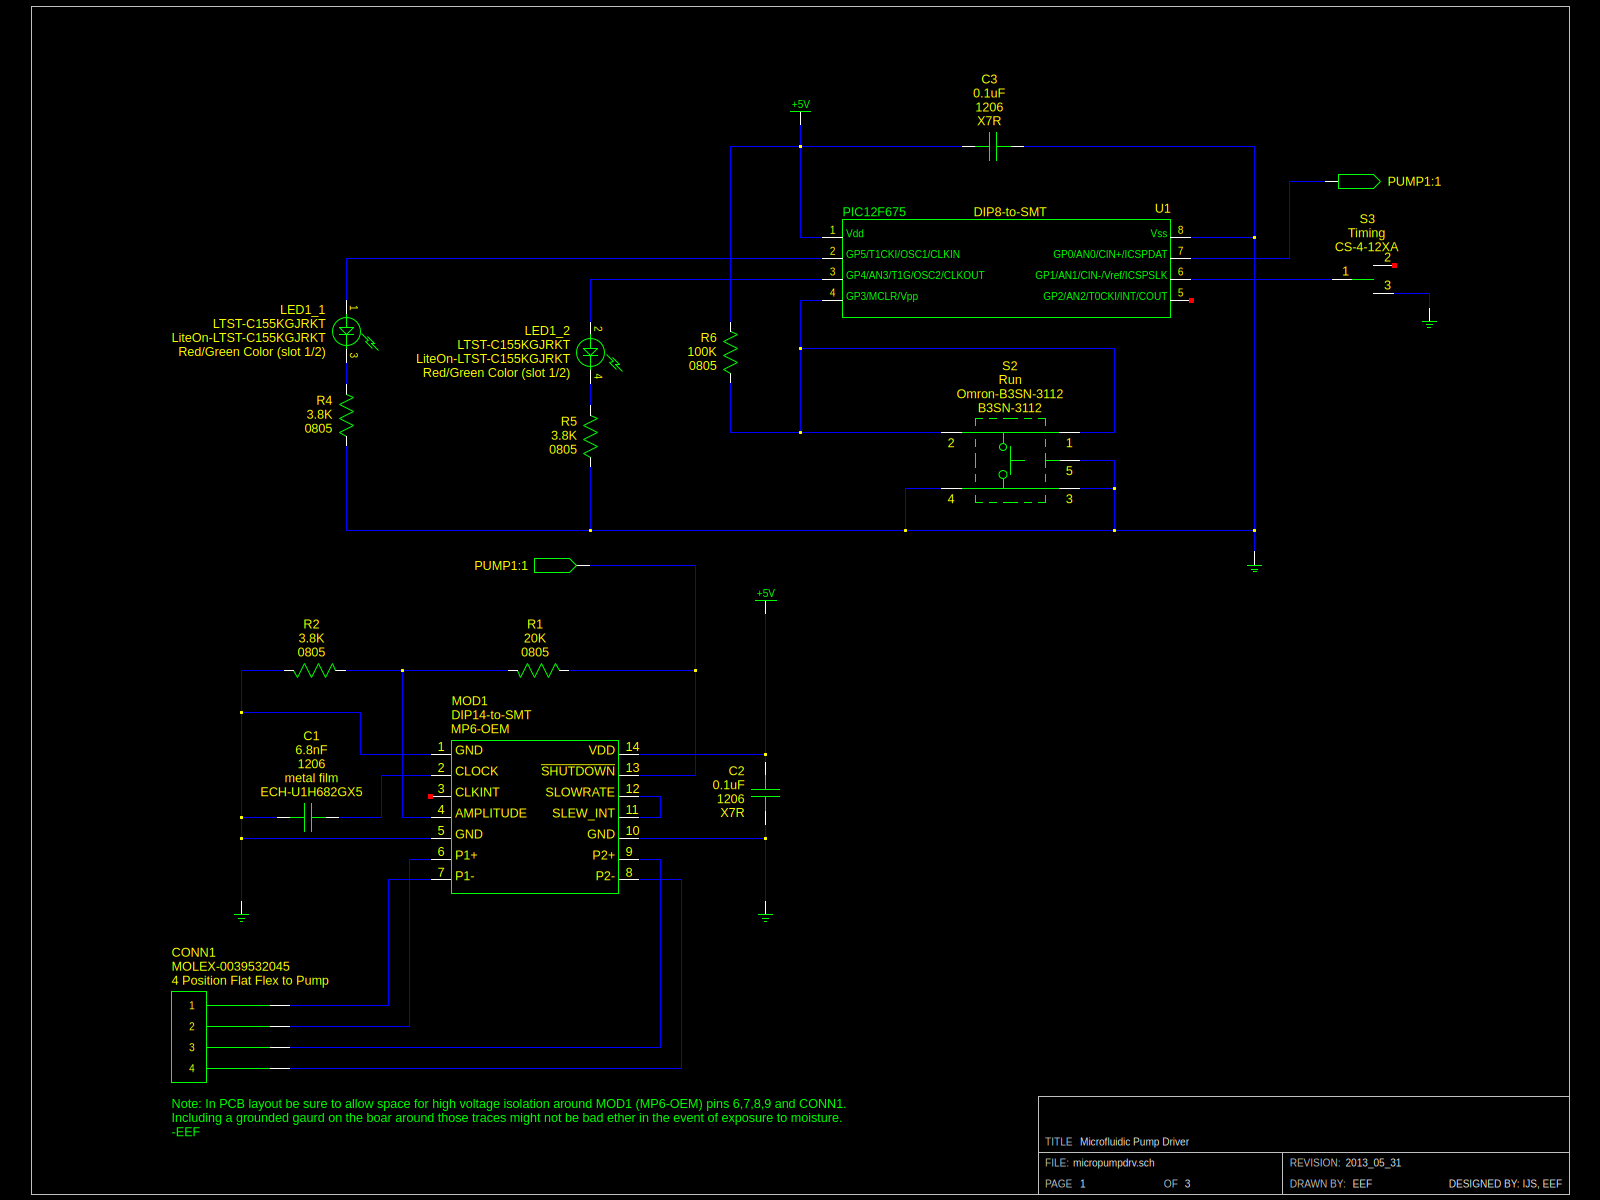 C3
0.1uF
1206
X7R
+5V
PUMP1:1
PIC12F675
DIP8-to-SMT
U1
S3
Timing
CS-4-12XA
1 Vdd
Vss 8
2 GP5/T1CKI/OSC1/CLKIN
GP0/AN0/CIN+/ICSPDAT 7
3 GP4/AN3/T1G/OSC2/CLKOUT
GP1/AN1/CIN-/Vref/ICSPSLK 6
4 GP3/MCLR/Vpp
GP2/AN2/T0CKI/INT/COUT 5
2
1
3
LED1_1
LTST-C155KGJRKT
LiteOn-LTST-C155KGJRKT
Red/Green Color (slot 1/2)
1
3
LED1_2
LTST-C155KGJRKT
LiteOn-LTST-C155KGJRKT
Red/Green Color (slot 1/2)
2
4
R6
100K
0805
R4
3.8K
0805
R5
3.8K
0805
S2
Run
Omron-B3SN-3112
B3SN-3112
2
1
5
4
3
PUMP1:1
+5V
R2
3.8K
0805
R1
20K
0805
MOD1
DIP14-to-SMT
MP6-OEM
C1
6.8nF
1206
metal film
ECH-U1H682GX5
1 GND
VDD 14
2 CLOCK
SHUTDOWN 13
3 CLKINT
SLOWRATE 12
4 AMPLITUDE
SLEW_INT 11
5 GND
GND 10
6 P1+
P2+ 9
7 P1-
P2- 8
C2
0.1uF
1206
X7R
CONN1
MOLEX-0039532045
4 Position Flat Flex to Pump
1
2
3
4
Note: In PCB layout be sure to allow space for high voltage isolation around MOD1 (MP6-OEM) pins 6,7,8,9 and CONN1.
Including a grounded gaurd on the boar around those traces might not be bad ether in the event of exposure to moisture.
-EEF
TITLE Microfluidic Pump Driver
FILE: micropumpdrv.sch
REVISION: 2013_05_31
PAGE 1 OF 3
DRAWN BY: EEF
DESIGNED BY: IJS, EEF